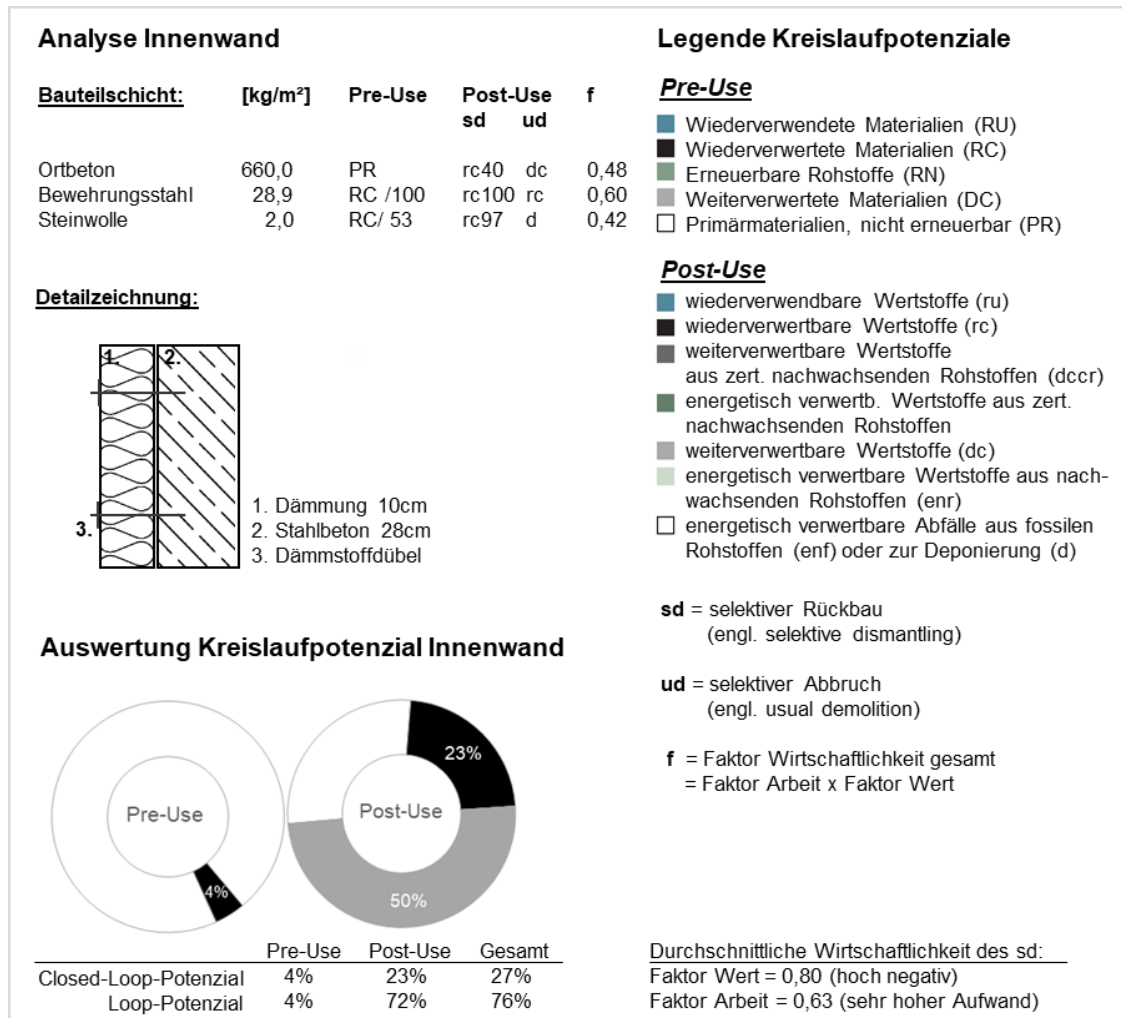 Analyse Innenwand
Bauteilschicht: [kg/m²] Pre-Use Post-Use f
sd ud
Ortbeton 660,0 PR rc40 dc 0,48
Bewehrungsstahl 28,9 RC /100 rc100 rc 0,60
Steinwolle 2,0 RC/ 53 rc97 d 0,42
Detailzeichnung:
1. 2.
3.
1. Dämmung 10cm
2. Stahlbeton 28cm
3. Dämmstoffdübel
Auswertung Kreislaufpotenzial Innenwand
Pre-Use
4%
Post-Use
23%
50%
Pre-Use Post-Use Gesamt
Closed-Loop-Potenzial 4% 23% 27%
Loop-Potenzial 4% 72% 76%
Legende Kreislaufpotenziale
Pre-Use
Wiederverwendete Materialien (RU)
Wiederverwertete Materialien (RC)
Erneuerbare Rohstoffe (RN)
Weiterverwertete Materialien (DC)
Primärmaterialien, nicht erneuerbar (PR)
Post-Use
wiederverwendbare Wertstoffe (ru)
wiederverwertbare Wertstoffe (rc)
weiterverwertbare Wertstoffe
aus zert. nachwachsenden Rohstoffen (dccr)
energetisch verwertb. Wertstoffe aus zert.
nachwachsenden Rohstoffen
weiterverwertbare Wertstoffe (dc)
energetisch verwertbare Wertstoffe aus nach-
wachsenden Rohstoffen (enr)
energetisch verwertbare Abfälle aus fossilen
Rohstoffen (enf) oder zur Deponierung (d)
sd = selektiver Rückbau
(engl. selektive dismantling)
ud = selektiver Abbruch
(engl. usual demolition)
f = Faktor Wirtschaftlichkeit gesamt
= Faktor Arbeit x Faktor Wert
Durchschnittliche Wirtschaftlichkeit des sd:
Faktor Wert = 0,80 (hoch negativ)
Faktor Arbeit = 0,63 (sehr hoher Aufwand)